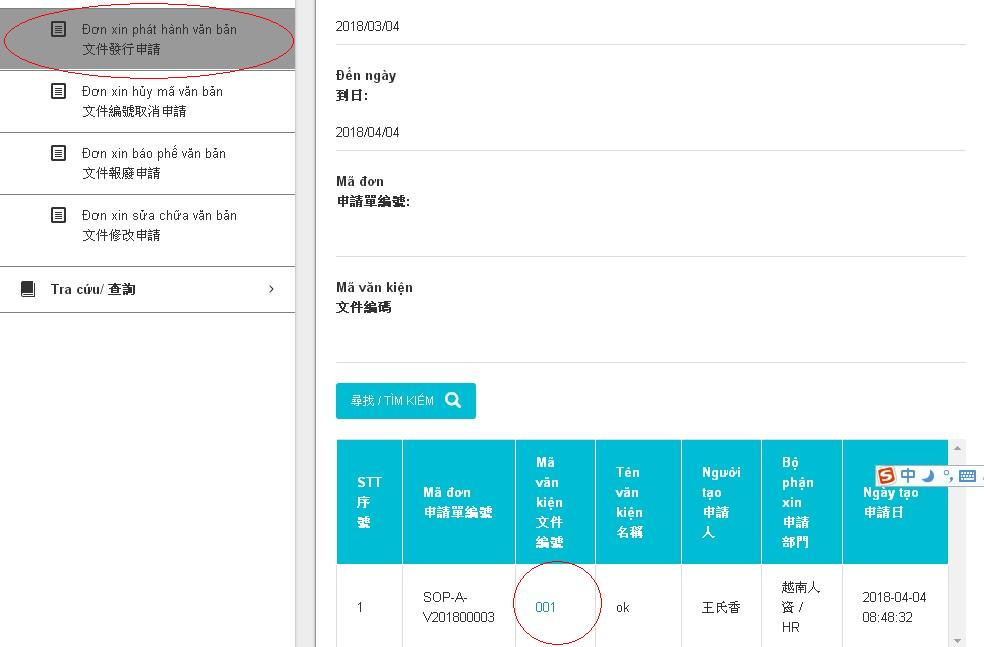 Đơn xin phát hành văn bản
文件發行申請
Đơn xin hủy mã văn bản
文件編號取消申請
Đơn xin báo phế văn bản
文件報廢申請
Đơn xin sửa chữa văn bản
文件修改申請
Tra cứu/ 查詢
2018/03/04
Đến ngày
到日:
2018/04/04
Mã đơn
申請單編號:
Mã văn kiện
文件編碼
尋找 / TÌM KIẾM
STT
序
號
Mã đơn
申請單編號
Mã
văn
kiện
文件
編號
Tên
văn
kiện
名稱
Người
tạo
申請
人
Bộ
phận
xin
申請
部門
Ngày tạo
申請日
中
1
SOP-A-
V201800003
001
ok
王氏香
越南人
資 /
HR
2018-04-04
08:48:32